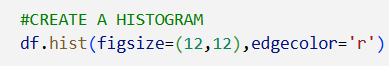 #CREATE A HISTOGRAM
df.hist(figsize=(12,12),edgecolor='r')